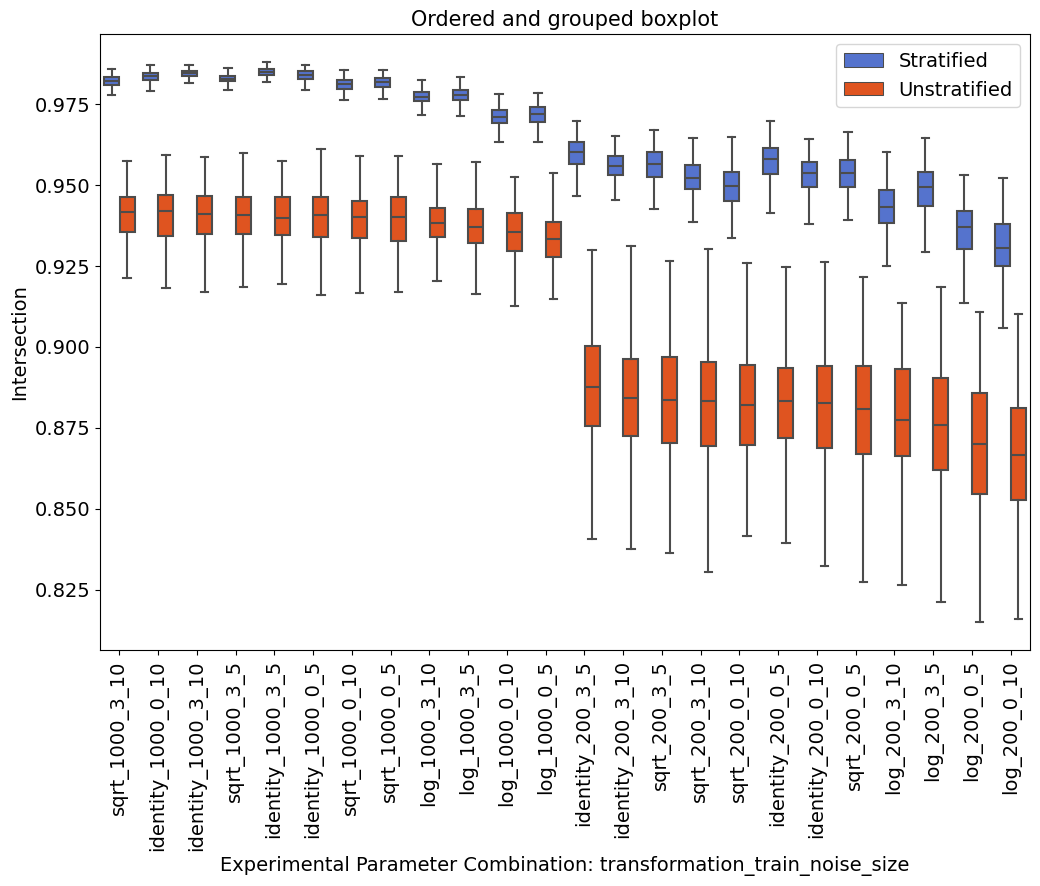 Ordered and grouped boxplot
Stratified
Unstratified
Intersection
0.975
0.950
0.925
0.900
0.875
0.850
0.825
sqrt_1000_3_10
identity_1000_0_10
identity_1000_3_10
sqrt_1000_3_5
identity_1000_3_5
identity_1000_0_5
sqrt_1000_0_10
sqrt_1000_0_5
log_1000_3_10
log_1000_3_5
log_1000_0_10
log_1000_0_5
identity_200_3_5
identity_200_3_10
sqrt_200_3_5
sqrt_200_3_10
sqrt_200_0_10
identity_200_0_5
identity_200_0_10
sqrt_200_0_5
log_200_3_10
log_200_3_5
log_200_0_5
log_200_0_10
Experimental Parameter Combination: transformation_train_noise_size